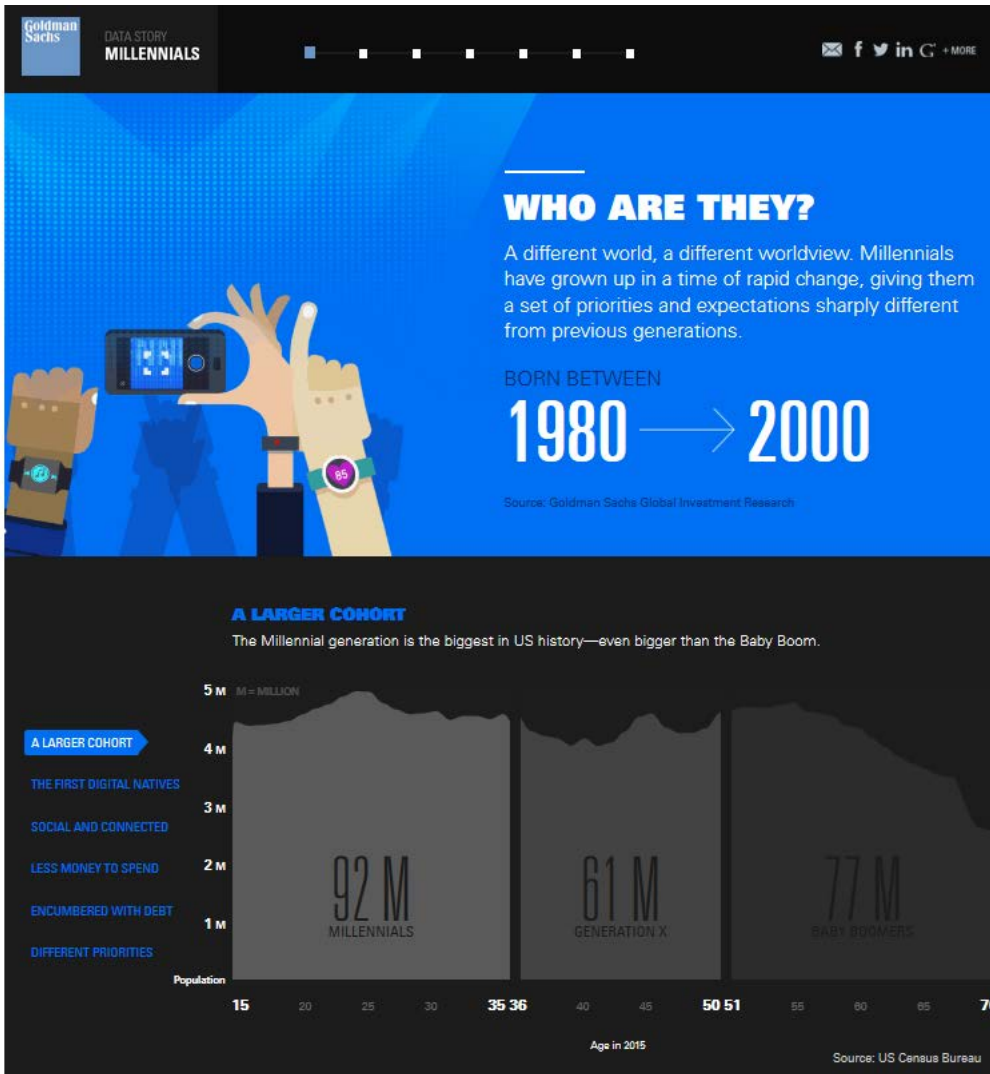 Goldman
Sachs
DATA STORY
MILLENNIALS
+ MORE
WHO ARE THEY?
A different world, a different worldview. Millennials
have grown up in a time of rapid change, giving them
a set of priorities and expectations sharply different
from previous generations.
BORN BETWEEN
1980 2000
85
Source: Goldman Sachs Global Investment Research
A LARGER COHORT
The Millennial generation is the biggest in US history—even bigger than the Baby Boom.
5 M M = MILLION
A LARGER COHORT
4 M
THE FIRST DIGITAL NATIVES
3 M
SOCIAL AND CONNECTED
LESS MONEY TO SPEND
2 M
92 M
MILLENNIALS
61 M
GENERATION X
77 M
BABY BOOMERS
ENCUMBERED WITH DEBT
1 M
DIFFERENT PRIORITIES
Population
15 20 25 30 35 36 40 45 50 51 55 60 65
Age in 2015
Source: US Census Bureau